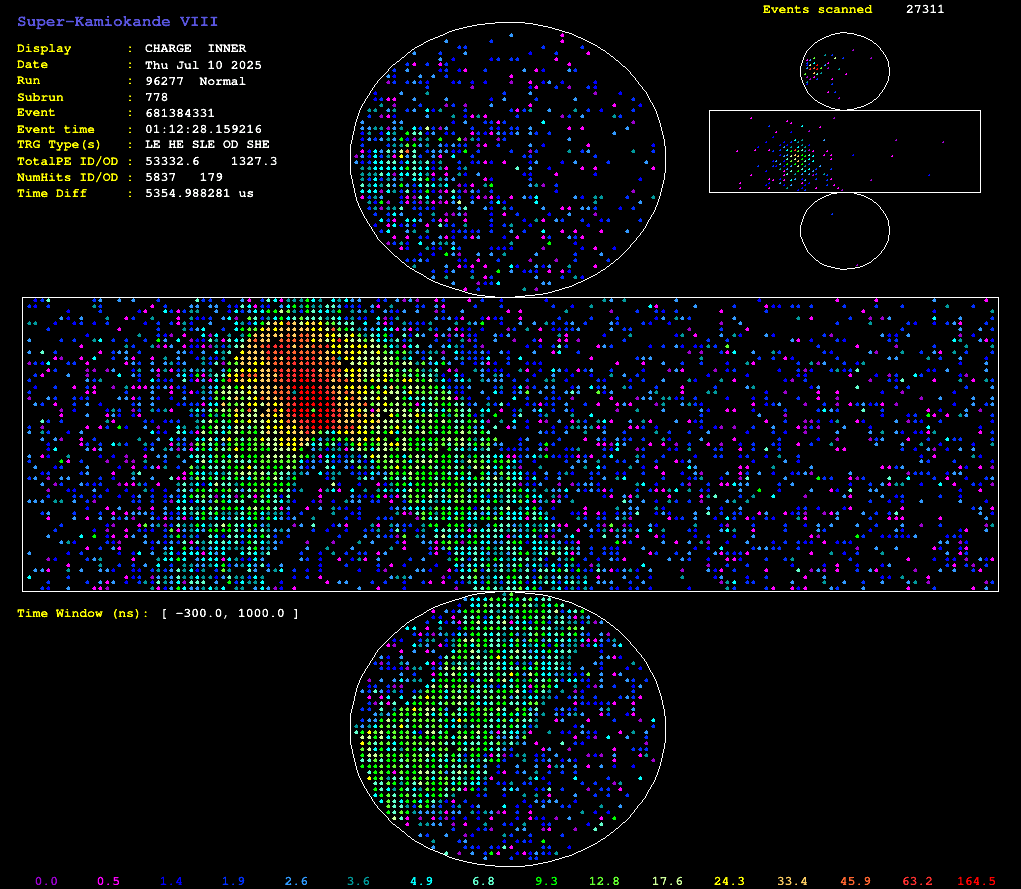 Super-Kamiokande VIII
Events scanned 27311
Display : CHARGE INNER
Date : Thu Jul 10 2025
Run : 96277 Normal
Subrun : 778
Event : 681384331
Event time : 01:12:28.159216
TRG Type(s) : LE HE SLE OD SHE
TotalPE ID/OD : 53332.6 1327.3
NumHits ID/OD : 5837 179
Time Diff : 5354.988281 us
Time Window (ns): [ -300.0, 1000.0 ]
0.0 0.5 1.4 1.9 2.6 3.6 4.9 6.8 9.3 12.8 17.6 24.3 33.4 45.9 63.2 164.5